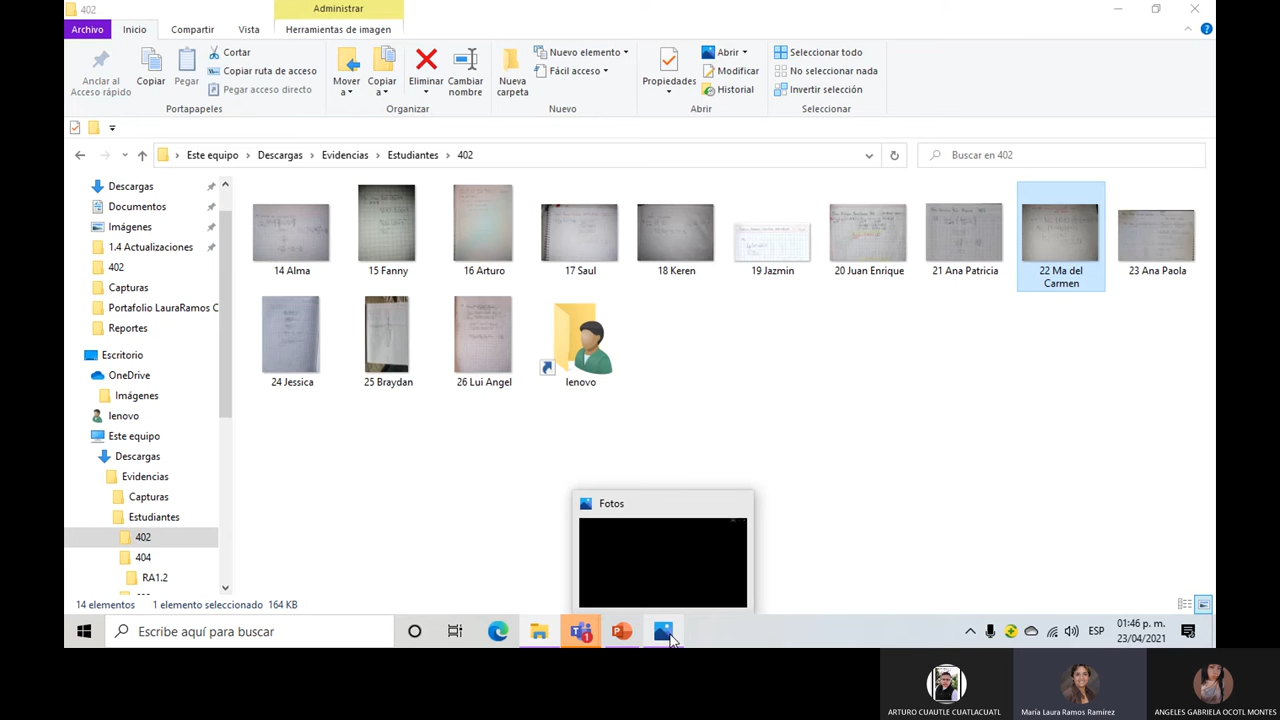 402
Administrar
Archivo
Inicio
Compartir
Vista
Herramientas de imagen
Anclar al
Acceso rápido
Copiar
Pegar
Cortar
Copiar ruta de acceso
Pegar acceso directo
Portapapeles
Mover
a
Copiar
a
Eliminar
Cambiar
nombre
Organizar
Nueva
carpeta
Nuevo elemento
Fácil acceso
Nuevo
Propiedades
Abrir
Modificar
Historial
Abrir
Seleccionar todo
No seleccionar nada
Invertir selección
Seleccionar
Este equipo > Descargas > Evidencias > Estudiantes > 402
Buscar en 402
Descargas
Documentos
Imágenes
1.4 Actualizaciones
402
Capturas
Portafolio LauraRamos C
Reportes
Escritorio
OneDrive
Imágenes
lenovo
Este equipo
Descargas
Evidencias
Capturas
Estudiantes
402
404
RA1.2
14 Alma
15 Fanny
16 Arturo
17 Saul
18 Keren
19 Jazmin
20 Juan Enrique
21 Ana Patricia
22 Ma del
Carmen
23 Ana Paola
24 Jessica
25 Braydan
26 Lui Angel
lenovo
Fotos
14 elementos
1 elemento seleccionado 164 KB
Escribe aquí para buscar
ESP
01:46 p. m.
23/04/2021
ARTURO CUAUTLE CUATLACUATL
María Laura Ramos Ramírez
ANGELES GABRIELA OCOTL MONTES